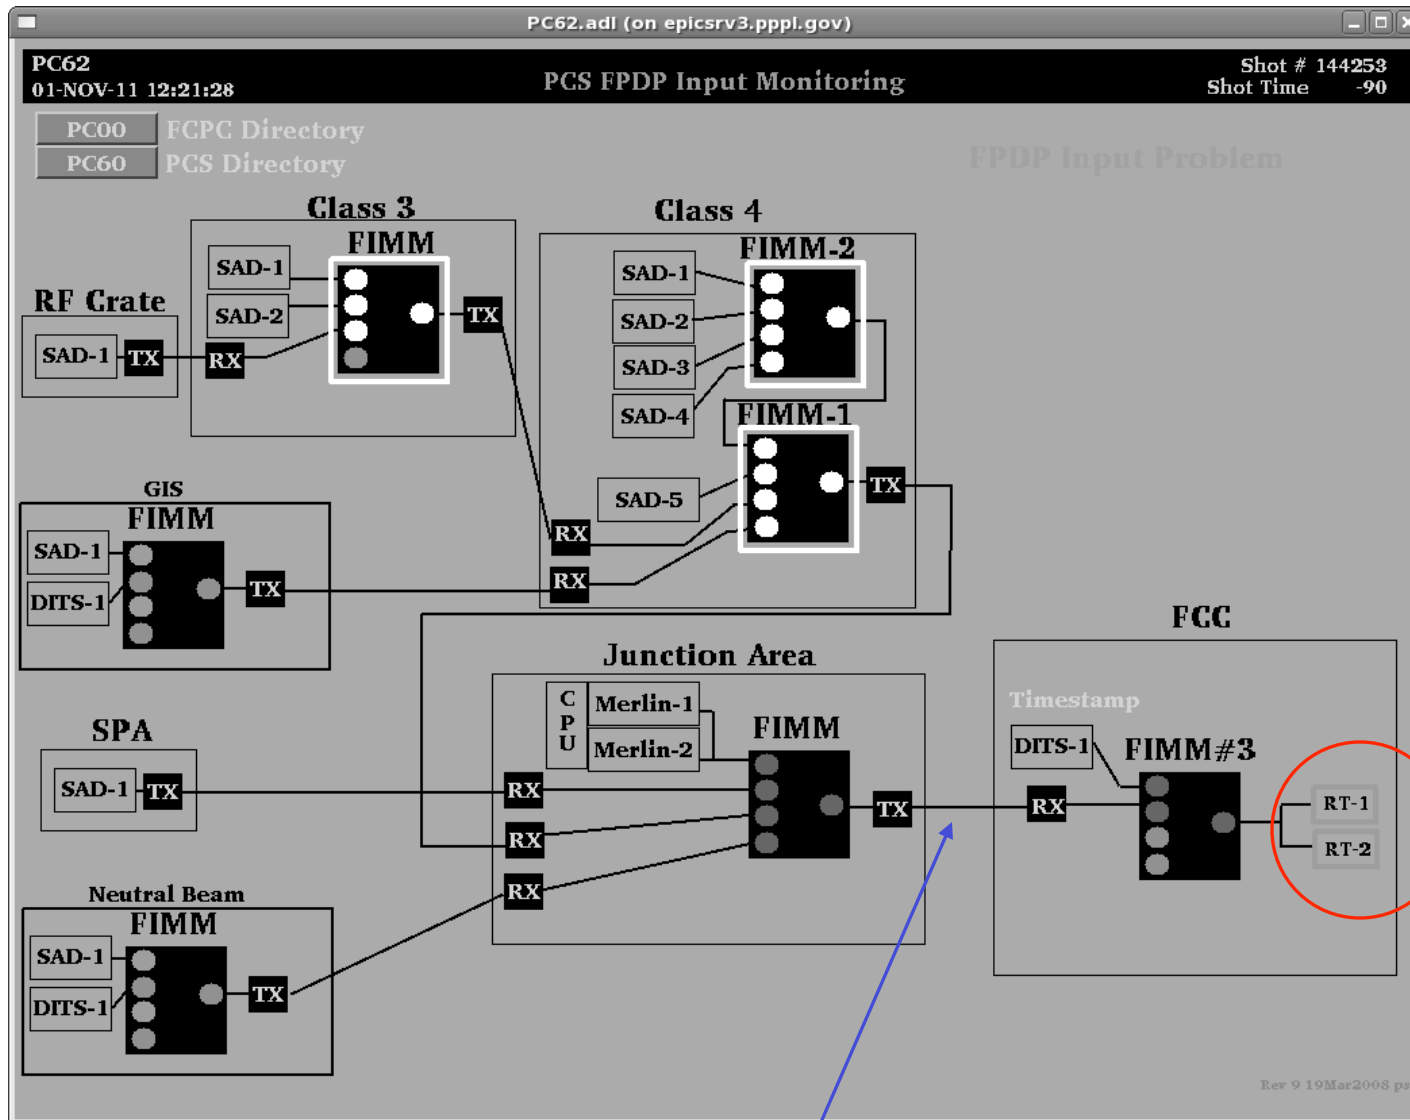 PC62.adl (on epicsrv3.pppl.gov)
PC62
01-NOV-11 12:21:28
PCS FPDP Input Monitoring
Shot # 144253
Shot Time -90
PC00 FCPC Directory
PC60 PCS Directory
FPDP Input Problem
Class 3
FIMM
SAD-1
SAD-2
RX
TX
RF Crate
SAD-1
TX
Class 4
FIMM-2
SAD-1
SAD-2
SAD-3
SAD-4
FIMM-1
SAD-5
TX
RX
RX
GIS
FIMM
SAD-1
DITS-1
TX
Junction Area
CPU
Merlin-1
Merlin-2
FIMM
RX
RX
RX
TX
SPA
SAD-1
TX
Neutral Beam
FIMM
SAD-1
DITS-1
TX
FCC
Timestamp
DITS-1
FIMM#3
RX
RT-1
RT-2
Rev 9 19Mar2008 ps